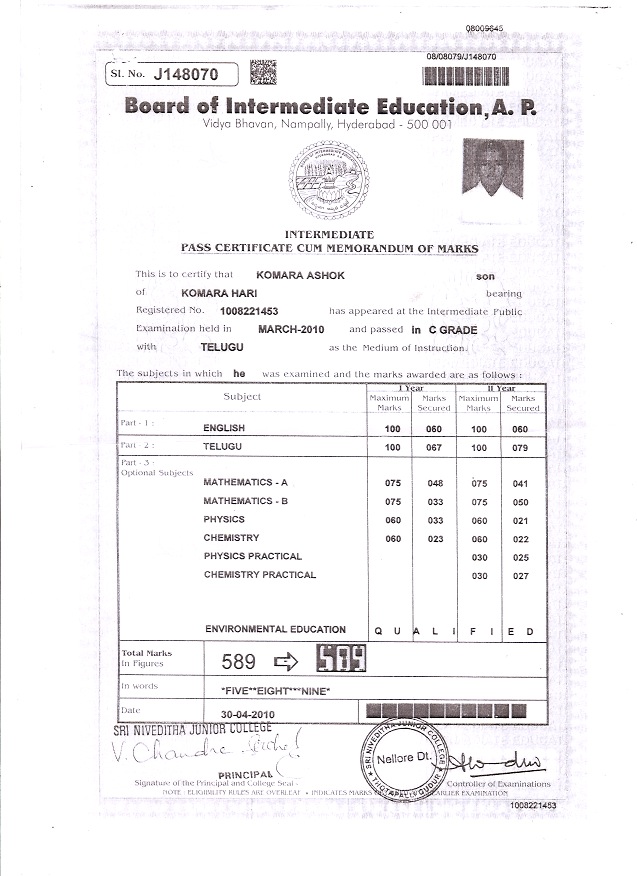 08009645
08/08079/J148070
Sl. No. J148070
Board of Intermediate Education, A. P.
Vidya Bhavan, Nampally, Hyderabad - 500 001
INTERMEDIATE
PASS CERTIFICATE CUM MEMORANDUM OF MARKS
This is to certify that KOMARA ASHOK son
of KOMARA HARI bearing
Registered No. 1008221453 has appeared at the Intermediate Public
Examination held in MARCH-2010 and passed in C GRADE
with TELUGU as the Medium of Instruction.
The subjects in which he was examined and the marks awarded are as follows :
Subject I Year II Year
Maximum Marks Marks Secured Maximum Marks Marks Secured
Part - 1 : ENGLISH 100 060 100 060
Part - 2 : TELUGU 100 067 100 079
Part - 3 :
Optional Subjects
MATHEMATICS - A 075 048 075 041
MATHEMATICS - B 075 033 075 050
PHYSICS 060 033 060 021
CHEMISTRY 060 023 060 022
PHYSICS PRACTICAL 030 025
CHEMISTRY PRACTICAL 030 027
ENVIRONMENTAL EDUCATION Q U A L I F I E D
Total Marks
In Figures 589 589
In words *FIVE**EIGHT***NINE*
Date 30-04-2010
SRI NIVEDITHA JUNIOR COLLEGE
V. Chandra
PRINCIPAL
SRI NIVEDITHA JUNIOR COLLEGE
Nellore Dt.
Signature of the Principal and College Seal Controller of Examinations
NOTE : ELIGIBILITY RULES ARE OVERLEAF * INDICATES MARKS EARLIER EXAMINATION
1008221453